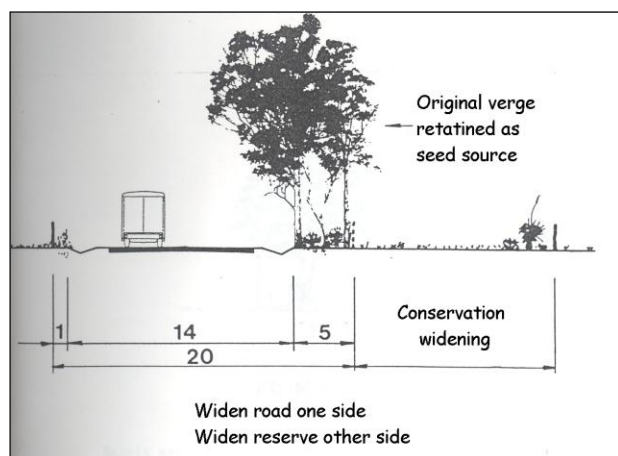 Original verge
retatined as
seed source
1
14
5
Conservation
widening
20
Widen road one side
Widen reserve other side